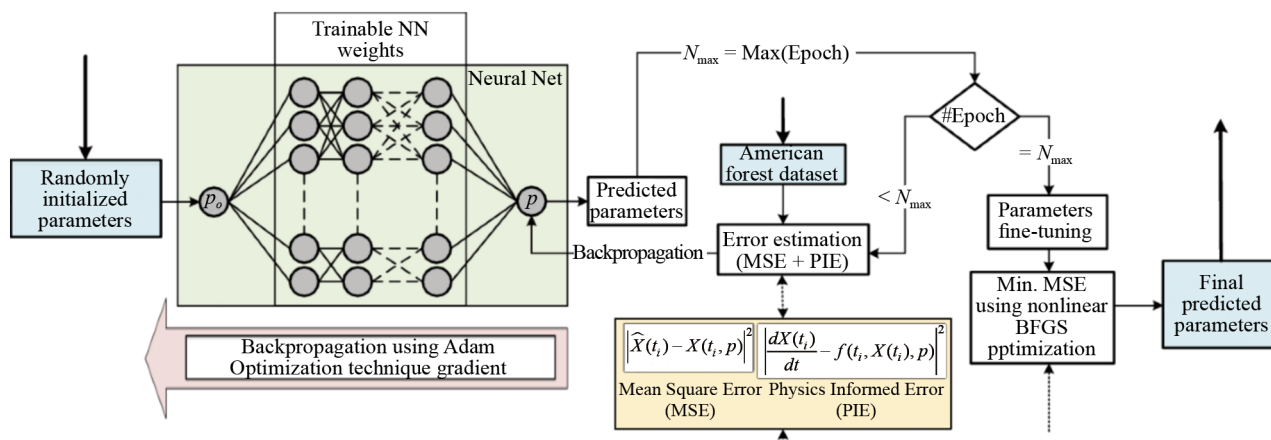 Trainable NN
weights
Neural Net
Randomly
initialized
parameters
p_o
p
Predicted
parameters
N_max = Max(Epoch)
#Epoch
= N_max
< N_max
American
forest dataset
Backpropagation
Error estimation
(MSE + PIE)
Parameters
fine-tuning
Min. MSE
using nonlinear
BFGS
pptimization
Final
predicted
parameters
Backpropagation using Adam
Optimization technique gradient
|X̂(t_i) − X(t_i, p)|²
|dX(t_i)/dt − f(t_i, X(t_i), p)|²
Mean Square Error
(MSE)
Physics Informed Error
(PIE)